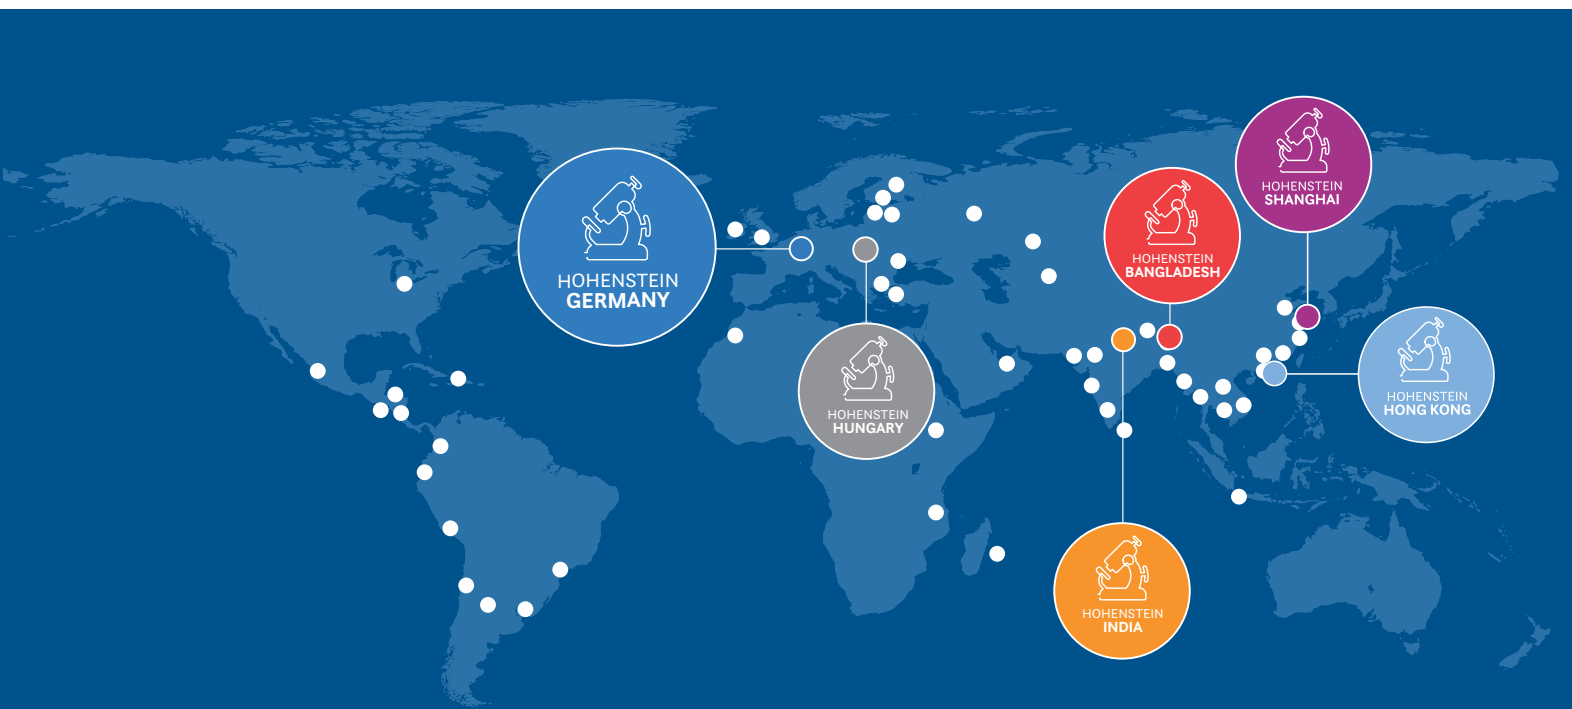 HOHENSTEIN
GERMANY
HOHENSTEIN
HUNGARY
HOHENSTEIN
BANGLADESH
HOHENSTEIN
SHANGHAI
HOHENSTEIN
HONG KONG
HOHENSTEIN
INDIA